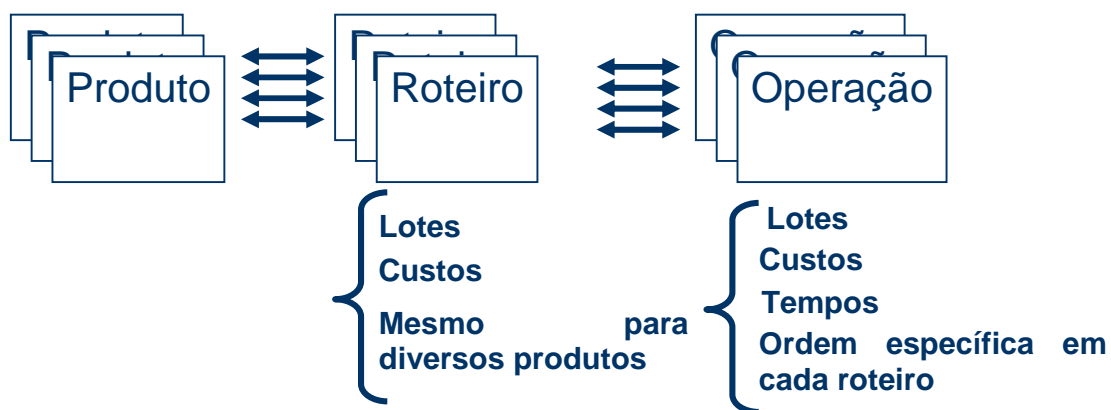 Produto
Roteiro
Operação
Lotes
Custos
Mesmo para
diversos produtos
Lotes
Custos
Tempos
Ordem específica em
cada roteiro